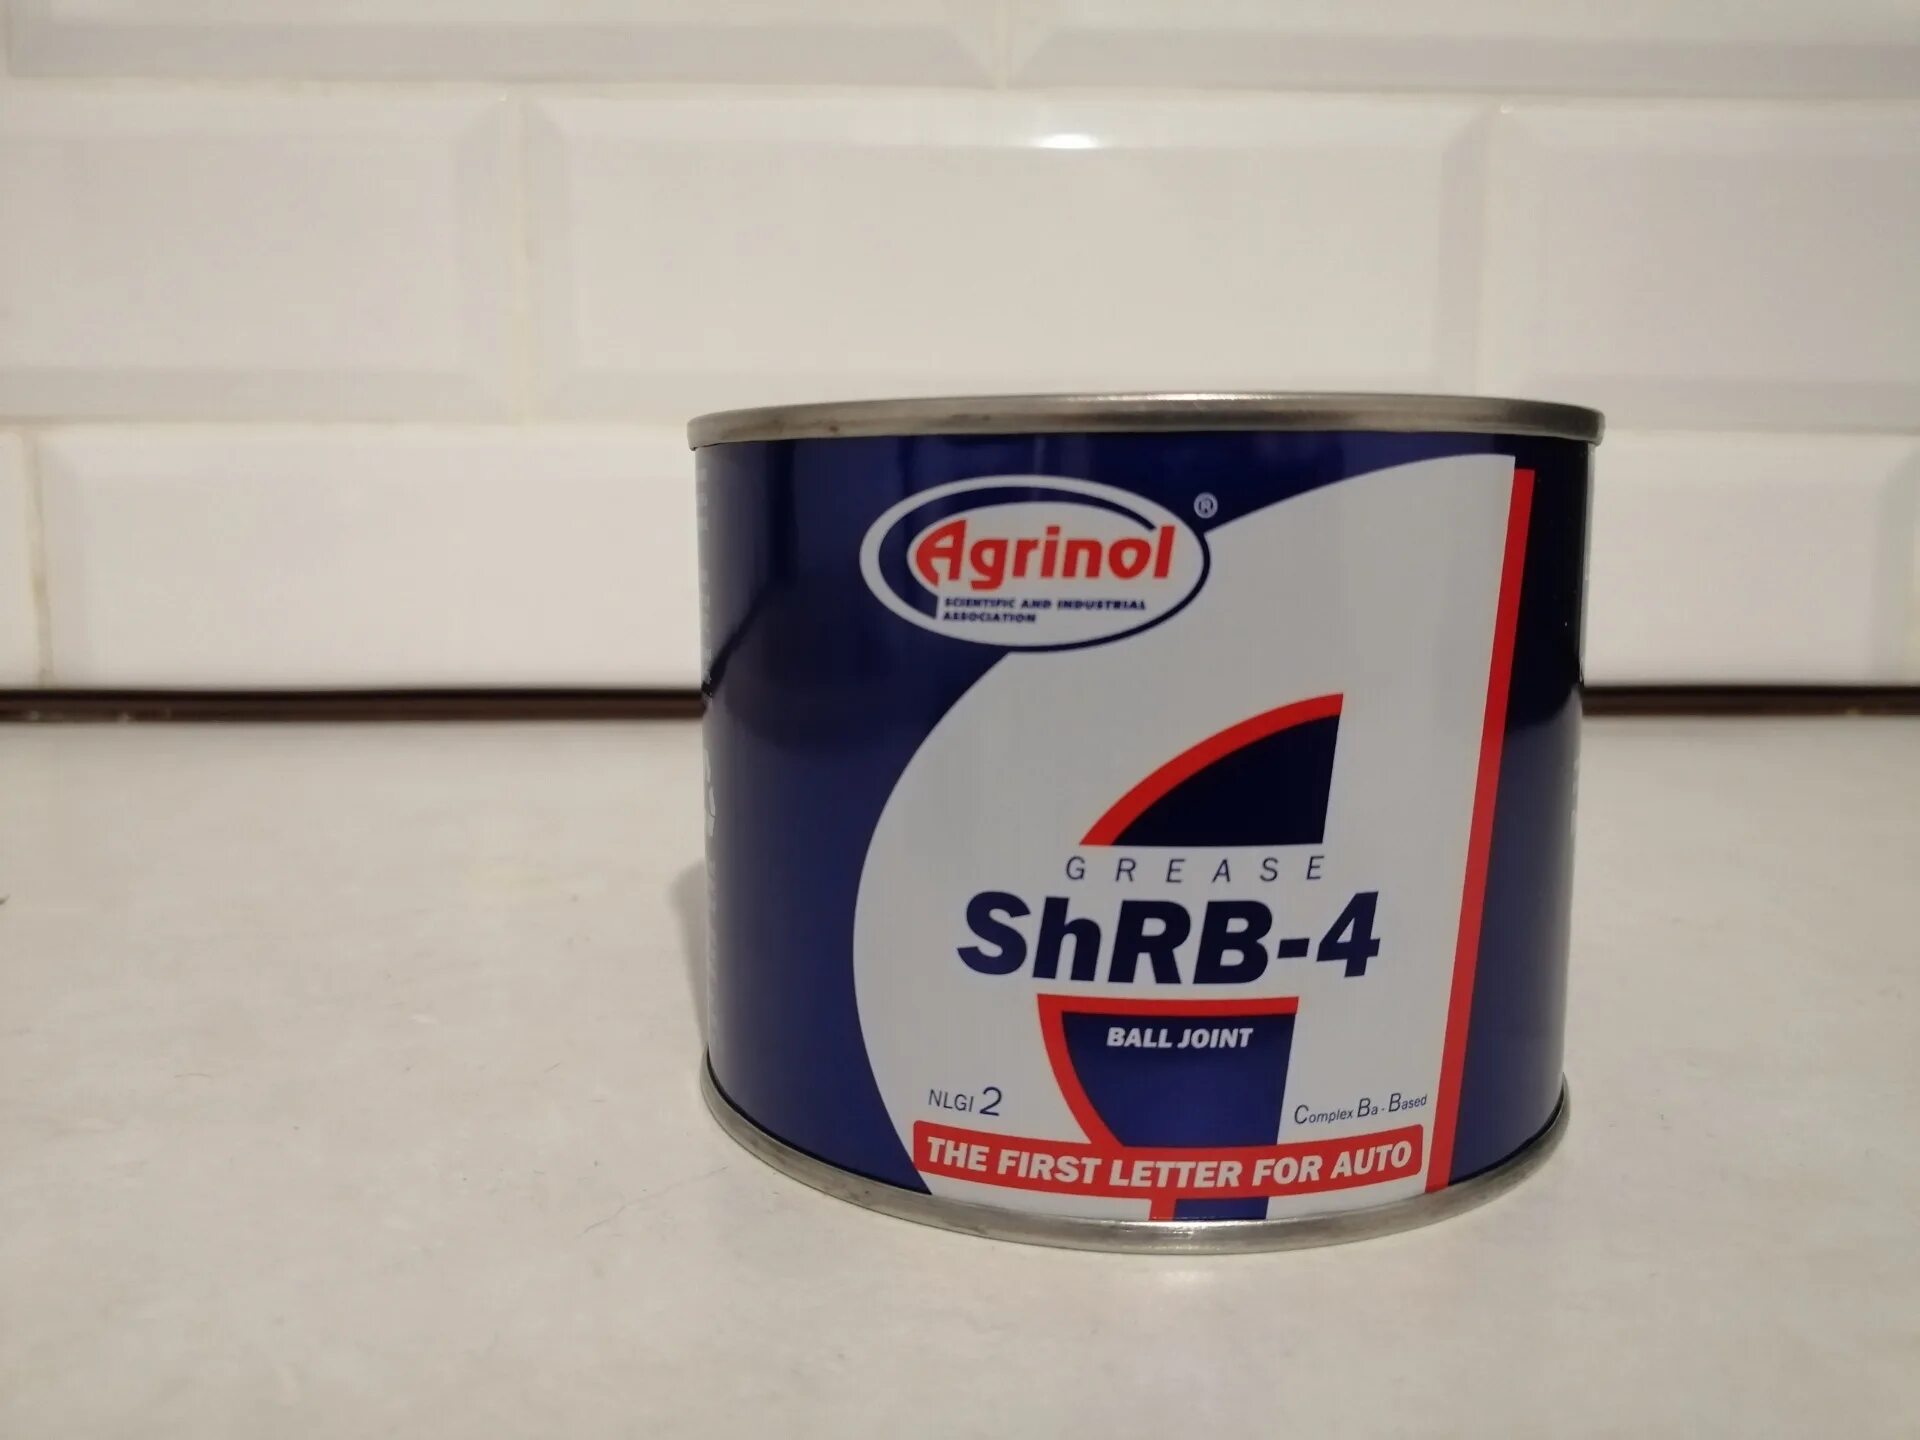 Agrinol ®
SCIENTIFIC AND INDUSTRIAL
ASSOCIATION
GREASE
ShRB-4
BALL JOINT
NLGI 2
Complex Ba - Based
THE FIRST LETTER FOR AUTO